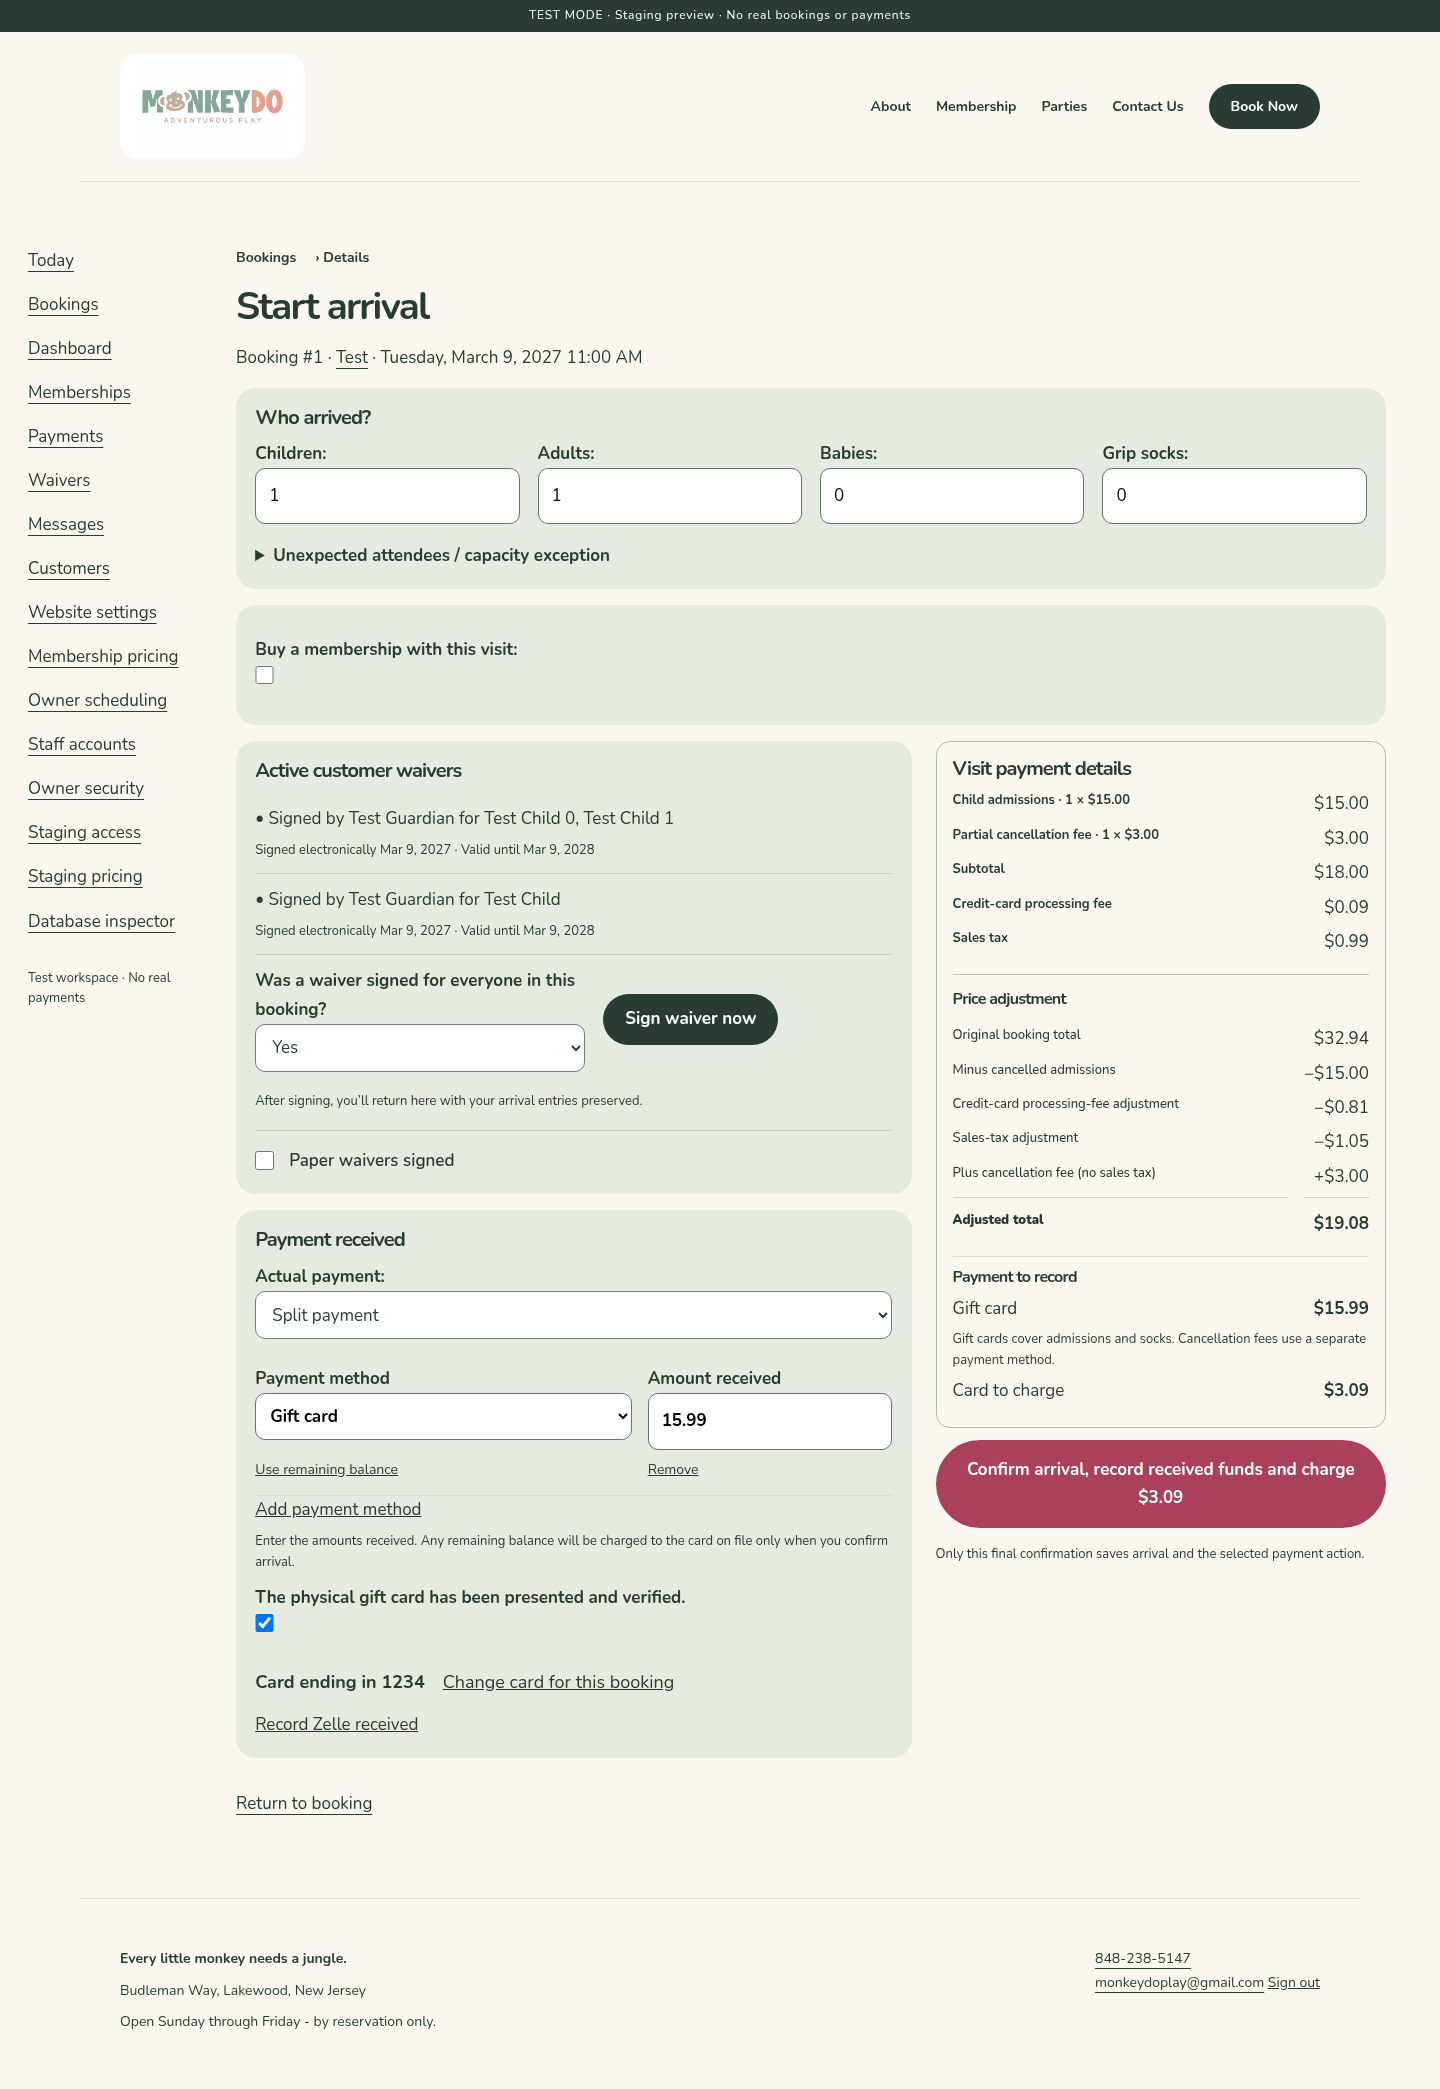 TEST MODE · Staging preview · No real bookings or payments
MONKEYDO
ADVENTUROUS PLAY
About Membership Parties Contact Us Book Now
Today
Bookings
Dashboard
Memberships
Payments
Waivers
Messages
Customers
Website settings
Membership pricing
Owner scheduling
Staff accounts
Owner security
Staging access
Staging pricing
Database inspector
Test workspace · No real
payments
Bookings › Details
Start arrival
Booking #1 · Test · Tuesday, March 9, 2027 11:00 AM
Who arrived?
Children: Adults: Babies: Grip socks:
1 1 0 0
▶ Unexpected attendees / capacity exception
Buy a membership with this visit:
Active customer waivers
• Signed by Test Guardian for Test Child 0, Test Child 1
Signed electronically Mar 9, 2027 · Valid until Mar 9, 2028
• Signed by Test Guardian for Test Child
Signed electronically Mar 9, 2027 · Valid until Mar 9, 2028
Was a waiver signed for everyone in this
booking?
Yes
Sign waiver now
After signing, you’ll return here with your arrival entries preserved.
Paper waivers signed
Payment received
Actual payment:
Split payment
Payment method Amount received
Gift card 15.99
Use remaining balance Remove
Add payment method
Enter the amounts received. Any remaining balance will be charged to the card on file only when you confirm
arrival.
The physical gift card has been presented and verified.
Card ending in 1234 Change card for this booking
Record Zelle received
Visit payment details
Child admissions · 1 × $15.00 $15.00
Partial cancellation fee · 1 × $3.00 $3.00
Subtotal $18.00
Credit-card processing fee $0.09
Sales tax $0.99
Price adjustment
Original booking total $32.94
Minus cancelled admissions −$15.00
Credit-card processing-fee adjustment −$0.81
Sales-tax adjustment −$1.05
Plus cancellation fee (no sales tax) +$3.00
Adjusted total $19.08
Payment to record
Gift card $15.99
Gift cards cover admissions and socks. Cancellation fees use a separate
payment method.
Card to charge $3.09
Confirm arrival, record received funds and charge
$3.09
Only this final confirmation saves arrival and the selected payment action.
Return to booking
Every little monkey needs a jungle.
Budleman Way, Lakewood, New Jersey
Open Sunday through Friday - by reservation only.
848-238-5147
monkeydoplay@gmail.com Sign out